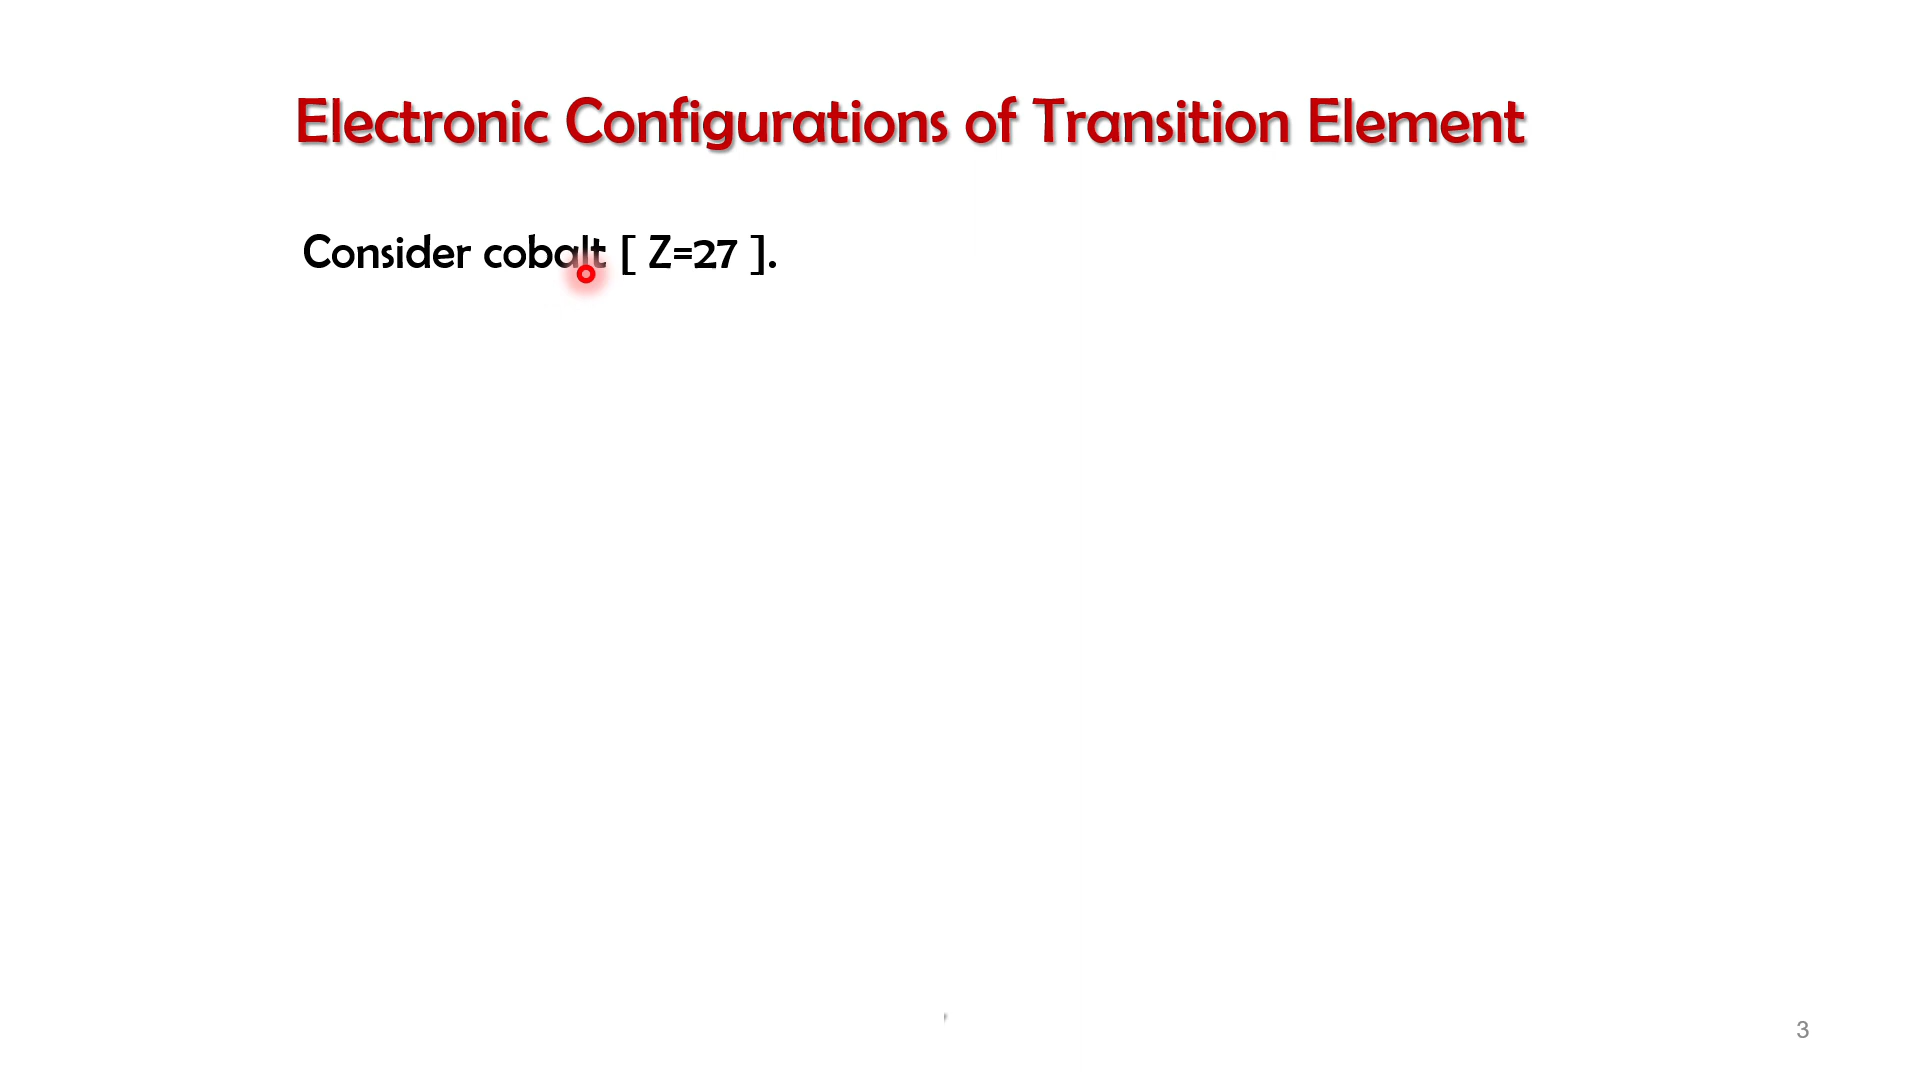 Electronic Configurations of Transition Element
Consider cobalt [ Z=27 ].
3